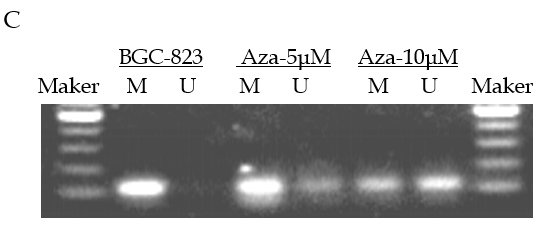 C
BGC-823 Aza-5µM Aza-10µM
Maker M U M U M U Maker